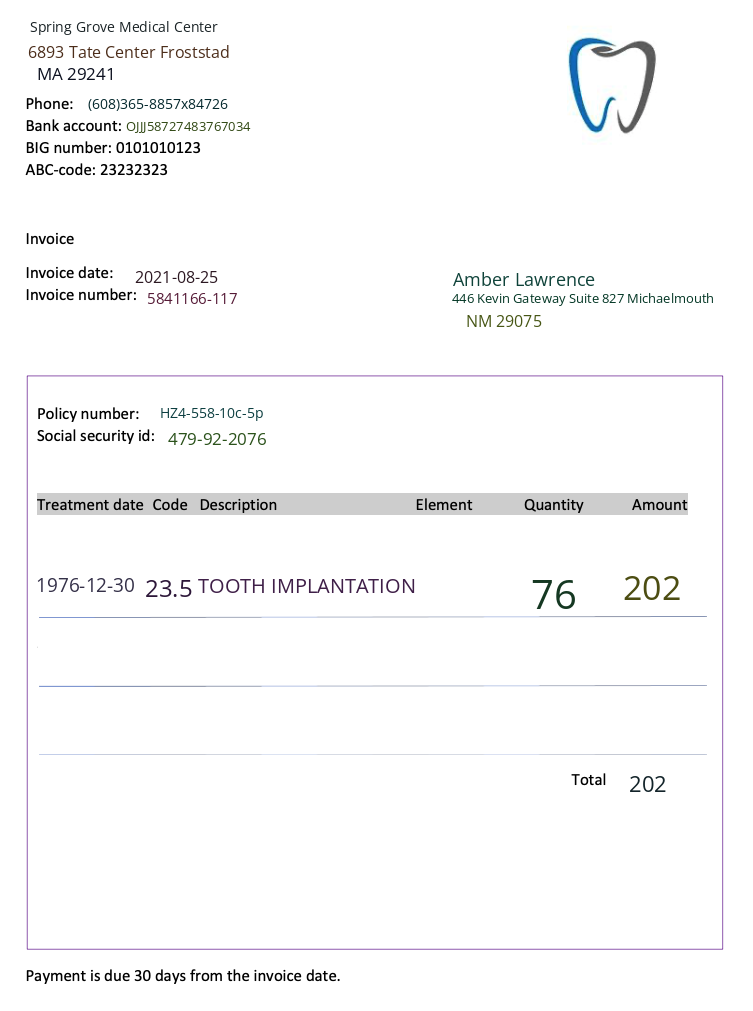 Spring Grove Medical Center
6893 Tate Center Froststad
MA 29241
Phone: (608)365-8857x84726
Bank account: OJJJ58727483767034
BIG number: 0101010123
ABC-code: 23232323
Invoice
Invoice date: 2021-08-25
Invoice number: 5841166-117
Amber Lawrence
446 Kevin Gateway Suite 827 Michaelmouth
NM 29075
Policy number: HZ4-558-10c-5p
Social security id: 479-92-2076
Treatment date Code Description Element Quantity Amount
1976-12-30 23.5 TOOTH IMPLANTATION 76 202
Total 202
Payment is due 30 days from the invoice date.